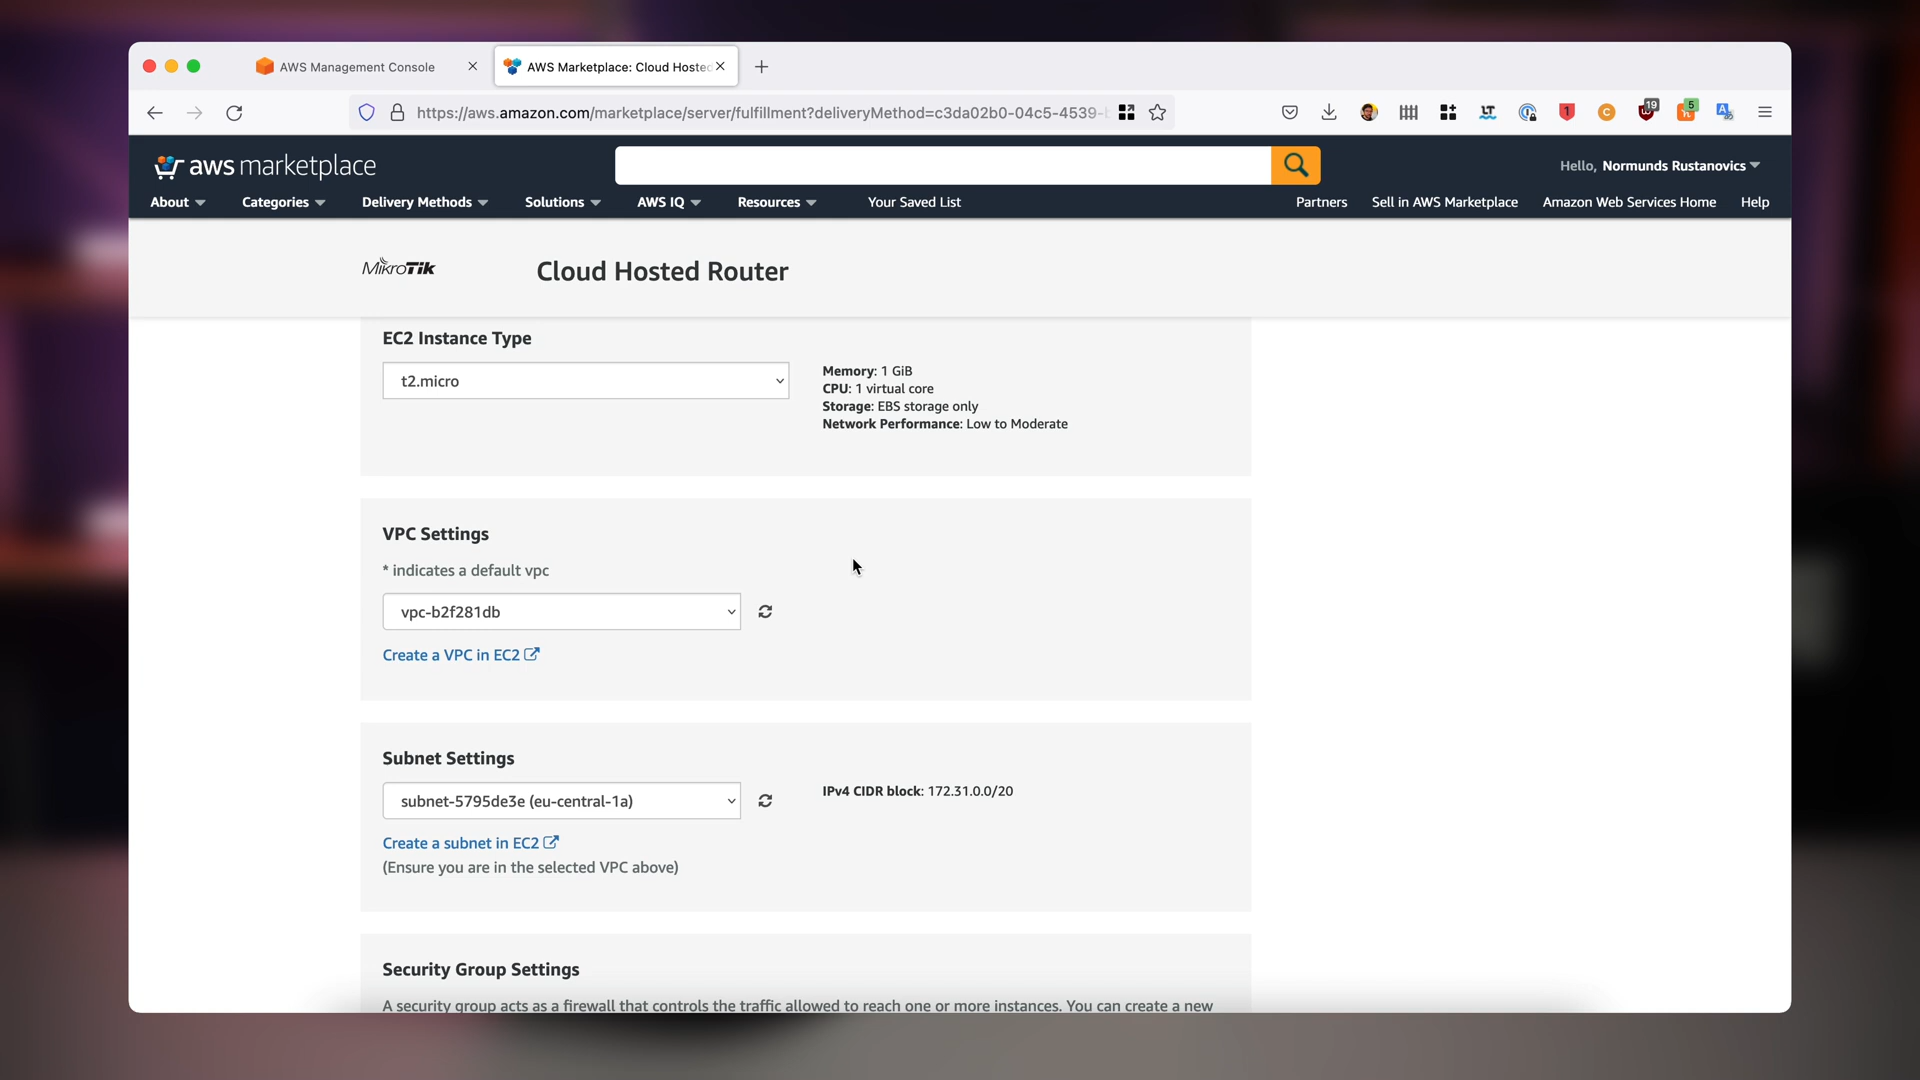 AWS Management Console
AWS Marketplace: Cloud Hoste
https://aws.amazon.com/marketplace/server/fulfillment?deliveryMethod=c3da02b0-04c5-4539-
1
C
19
5
aws marketplace
Hello, Normunds Rustanovics
About
Categories
Delivery Methods
Solutions
AWS IQ
Resources
Your Saved List
Partners
Sell in AWS Marketplace
Amazon Web Services Home
Help
MikroTik
Cloud Hosted Router
EC2 Instance Type
t2.micro
Memory: 1 GiB
CPU: 1 virtual core
Storage: EBS storage only
Network Performance: Low to Moderate
VPC Settings
* indicates a default vpc
vpc-b2f281db
Create a VPC in EC2
Subnet Settings
subnet-5795de3e (eu-central-1a)
IPv4 CIDR block: 172.31.0.0/20
Create a subnet in EC2
(Ensure you are in the selected VPC above)
Security Group Settings
A security group acts as a firewall that controls the traffic allowed to reach one or more instances. You can create a new